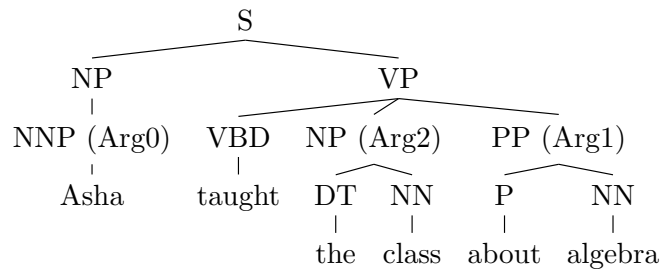 S
NP VP
NNP (Arg0) VBD NP (Arg2) PP (Arg1)
Asha taught DT NN P NN
the class about algebra